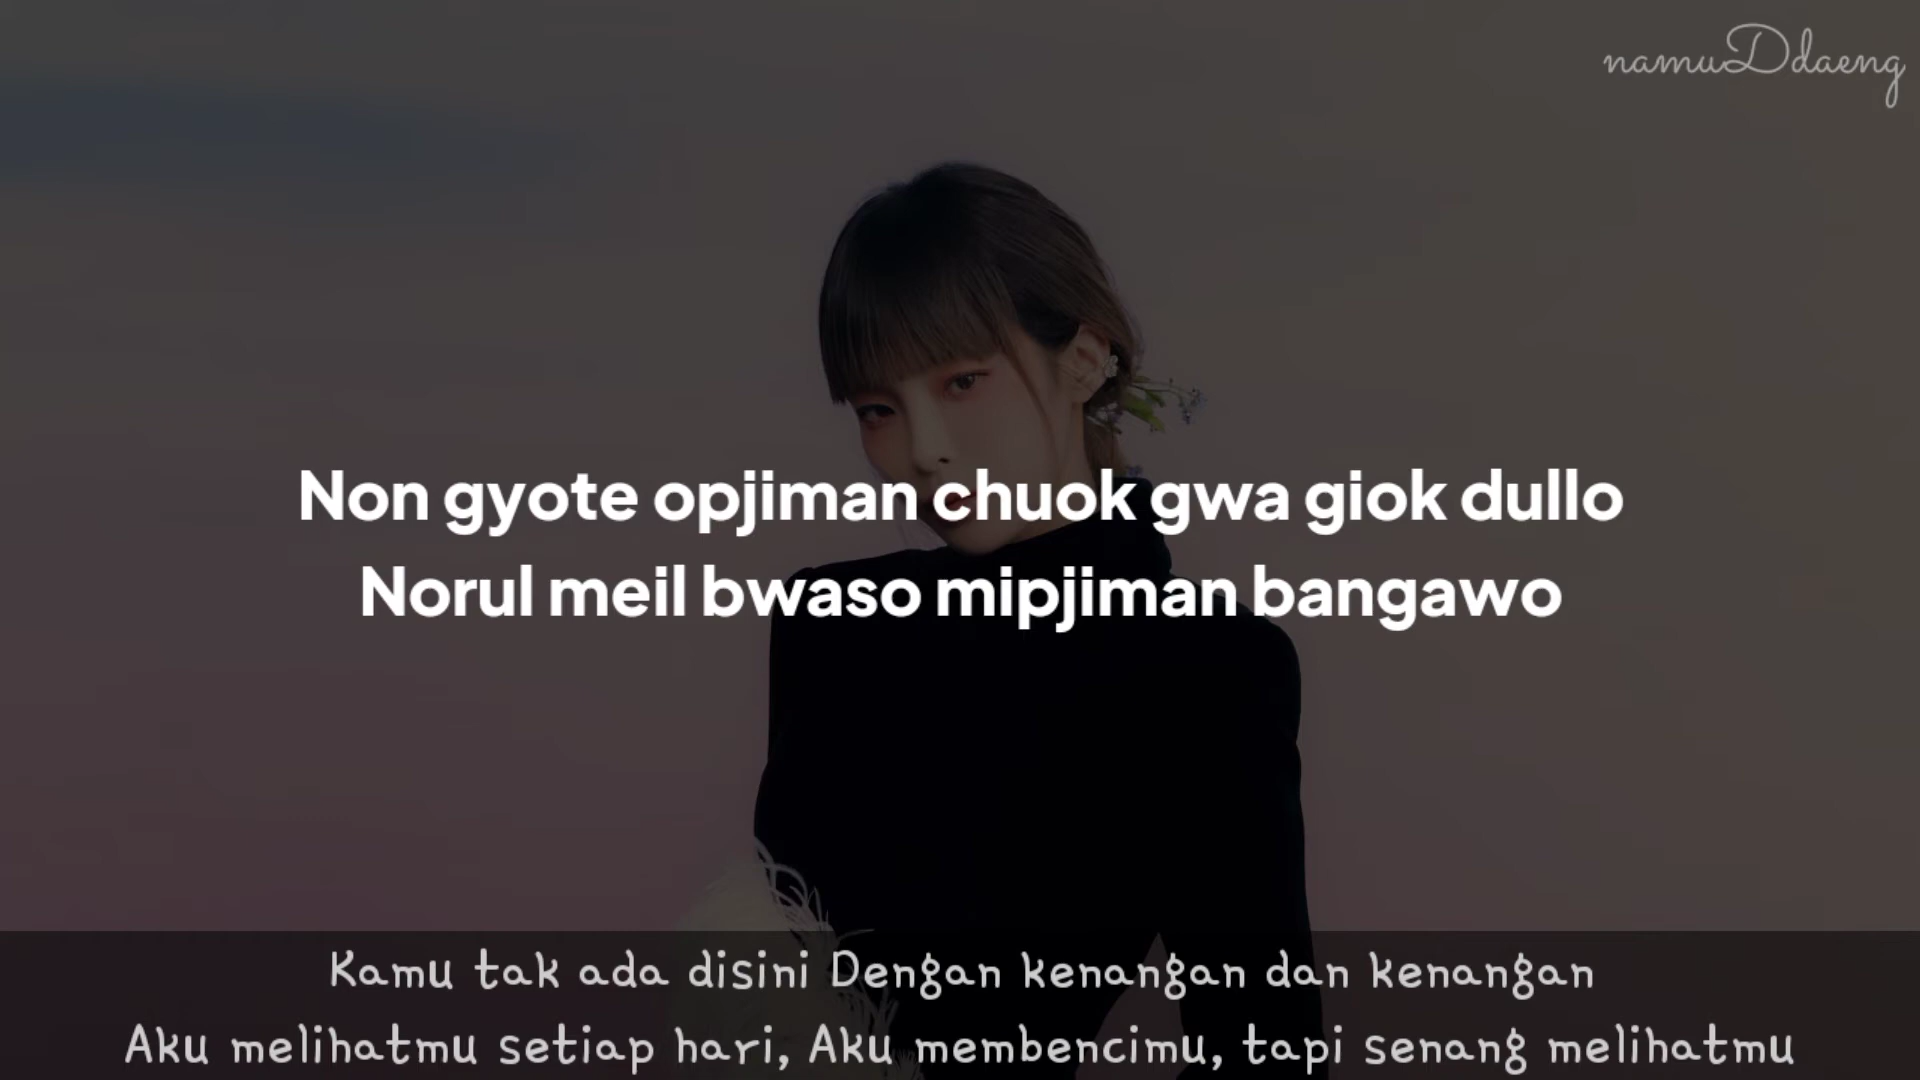 namuDdaeng
Non gyote opjiman chuok gwa giok dullo
Norul meil bwaso mipjiman bangawo
Kamu tak ada disini Dengan kenangan dan kenangan
Aku melihatmu setiap hari, Aku membencimu, tapi senang melihatmu